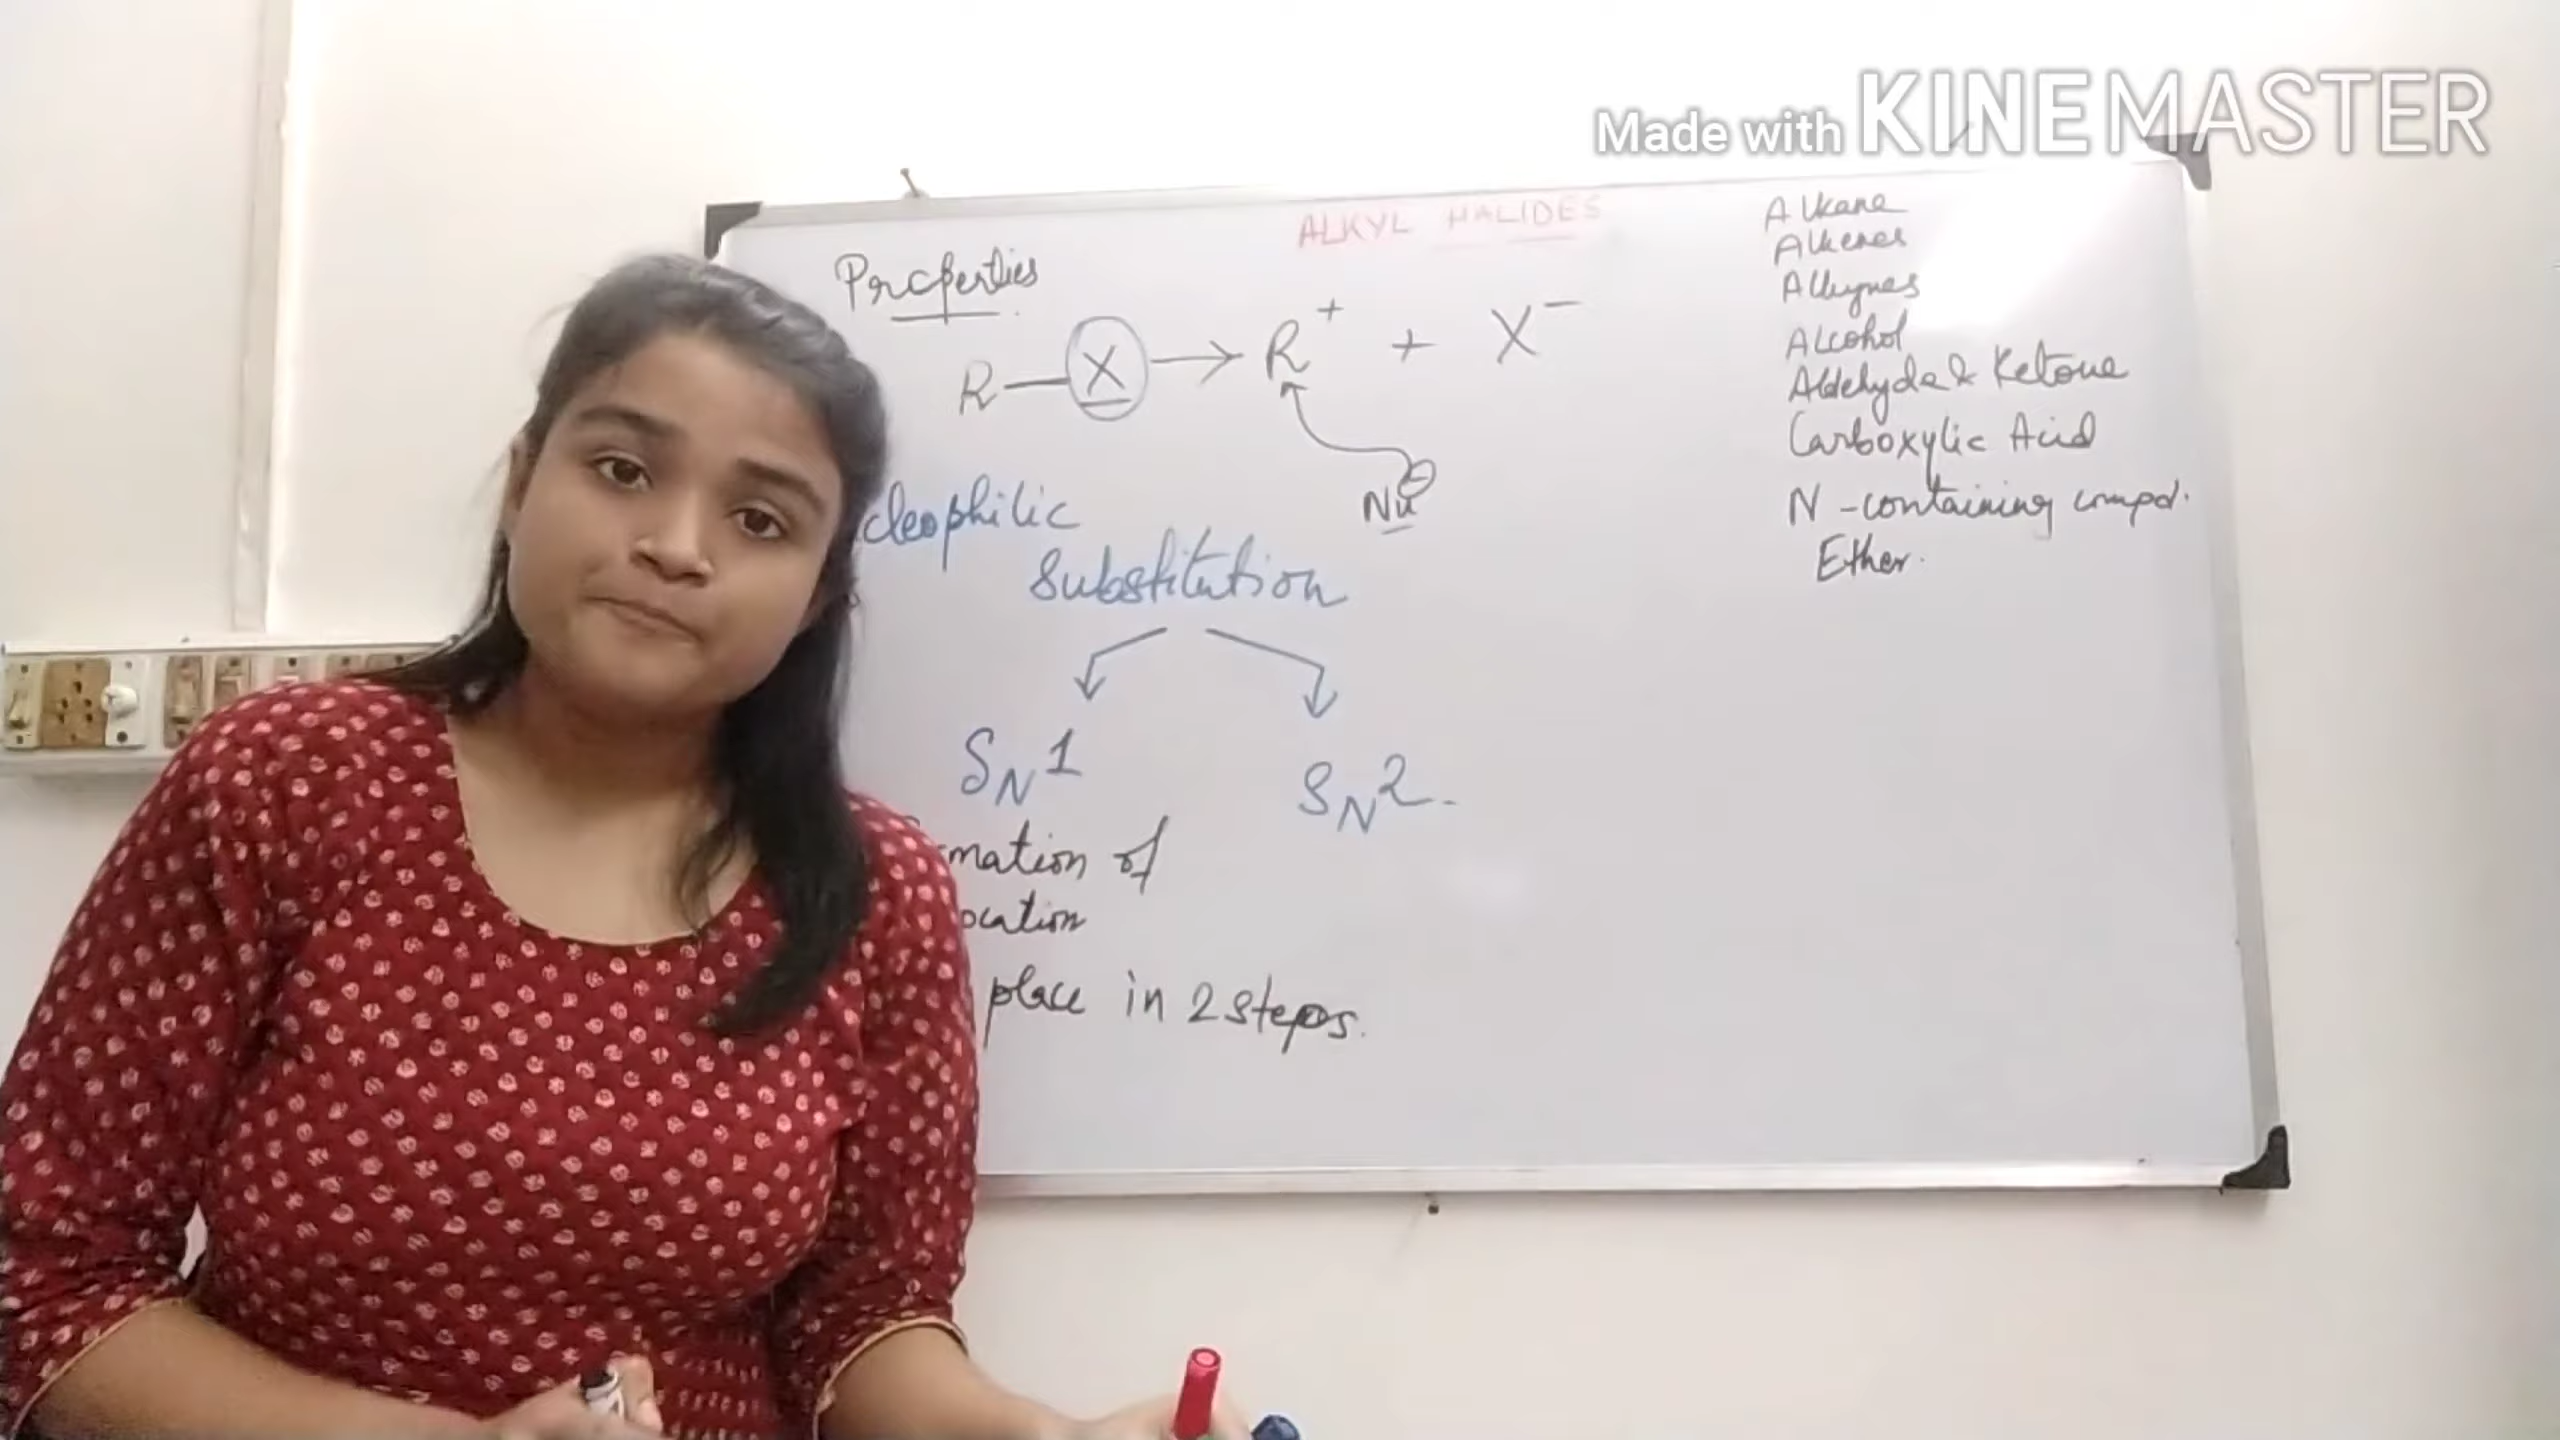 Made with KINEMASTER
ALKYL HALIDES
Properties
R — X → R⁺ + X⁻
Nu⊖
cleophilic
Substitution
SN1
SN2.
mation of
ocation
place in 2 steps.
Alkane
Alkenes
Alkynes
Alcohol
Aldehyde & Ketone
Carboxylic Acid
N-containing compd.
Ether.